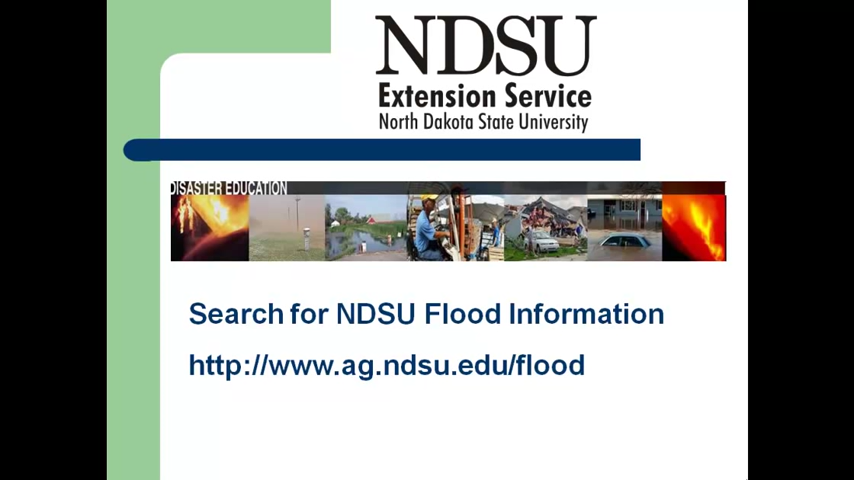 NDSU
Extension Service
North Dakota State University
DISASTER EDUCATION
Search for NDSU Flood Information
http://www.ag.ndsu.edu/flood